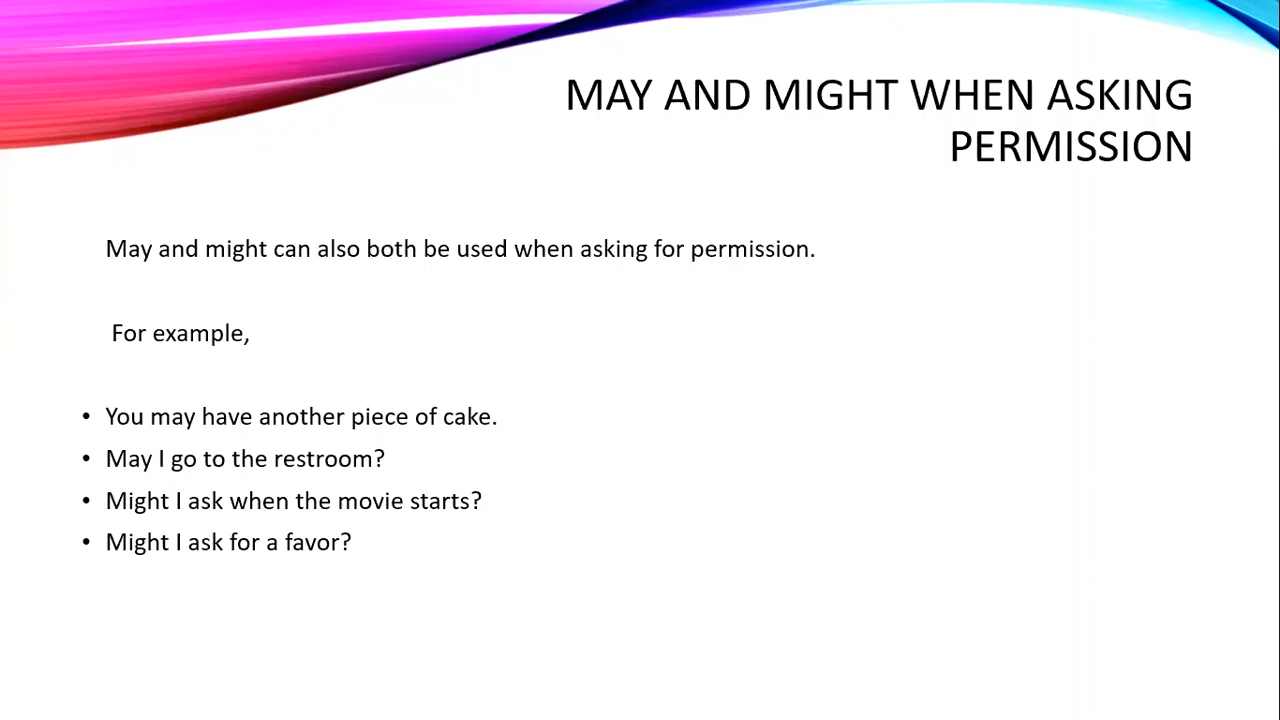 MAY AND MIGHT WHEN ASKING
PERMISSION
May and might can also both be used when asking for permission.
For example,
• You may have another piece of cake.
• May I go to the restroom?
• Might I ask when the movie starts?
• Might I ask for a favor?